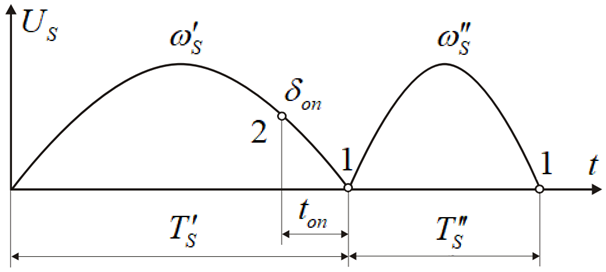 U_S ω'_S ω''_S
δ_on
2 1 1 t
T'_S t_on T''_S